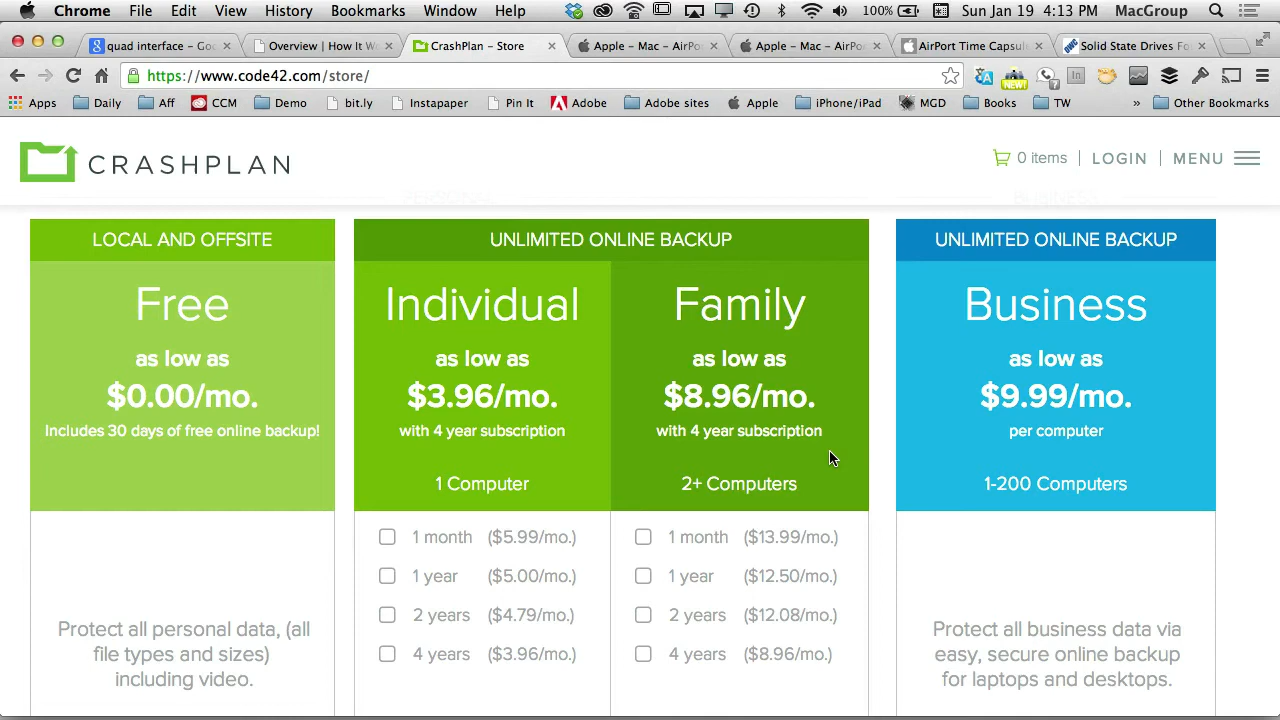 Chrome File Edit View History Bookmarks Window Help 100% Sun Jan 19 4:13 PM MacGroup
quad interface – Goo Overview | How It W CrashPlan – Store Apple – Mac – AirPo Apple – Mac – AirPo AirPort Time Capsul Solid State Drives Fo
https://www.code42.com/store/ NEW!
Apps Daily Aff CCM Demo bit.ly Instapaper Pin It Adobe Adobe sites Apple iPhone/iPad MGD Books TW » Other Bookmarks
CRASHPLAN 0 items | LOGIN | MENU
PERSONAL BUSINESS
LOCAL AND OFFSITE
Free
as low as
$0.00/mo.
Includes 30 days of free online backup!
Protect all personal data, (all
file types and sizes)
including video.
UNLIMITED ONLINE BACKUP
Individual
as low as
$3.96/mo.
with 4 year subscription
1 Computer
1 month ($5.99/mo.)
1 year ($5.00/mo.)
2 years ($4.79/mo.)
4 years ($3.96/mo.)
Family
as low as
$8.96/mo.
with 4 year subscription
2+ Computers
1 month ($13.99/mo.)
1 year ($12.50/mo.)
2 years ($12.08/mo.)
4 years ($8.96/mo.)
UNLIMITED ONLINE BACKUP
Business
as low as
$9.99/mo.
per computer
1-200 Computers
Protect all business data via
easy, secure online backup
for laptops and desktops.